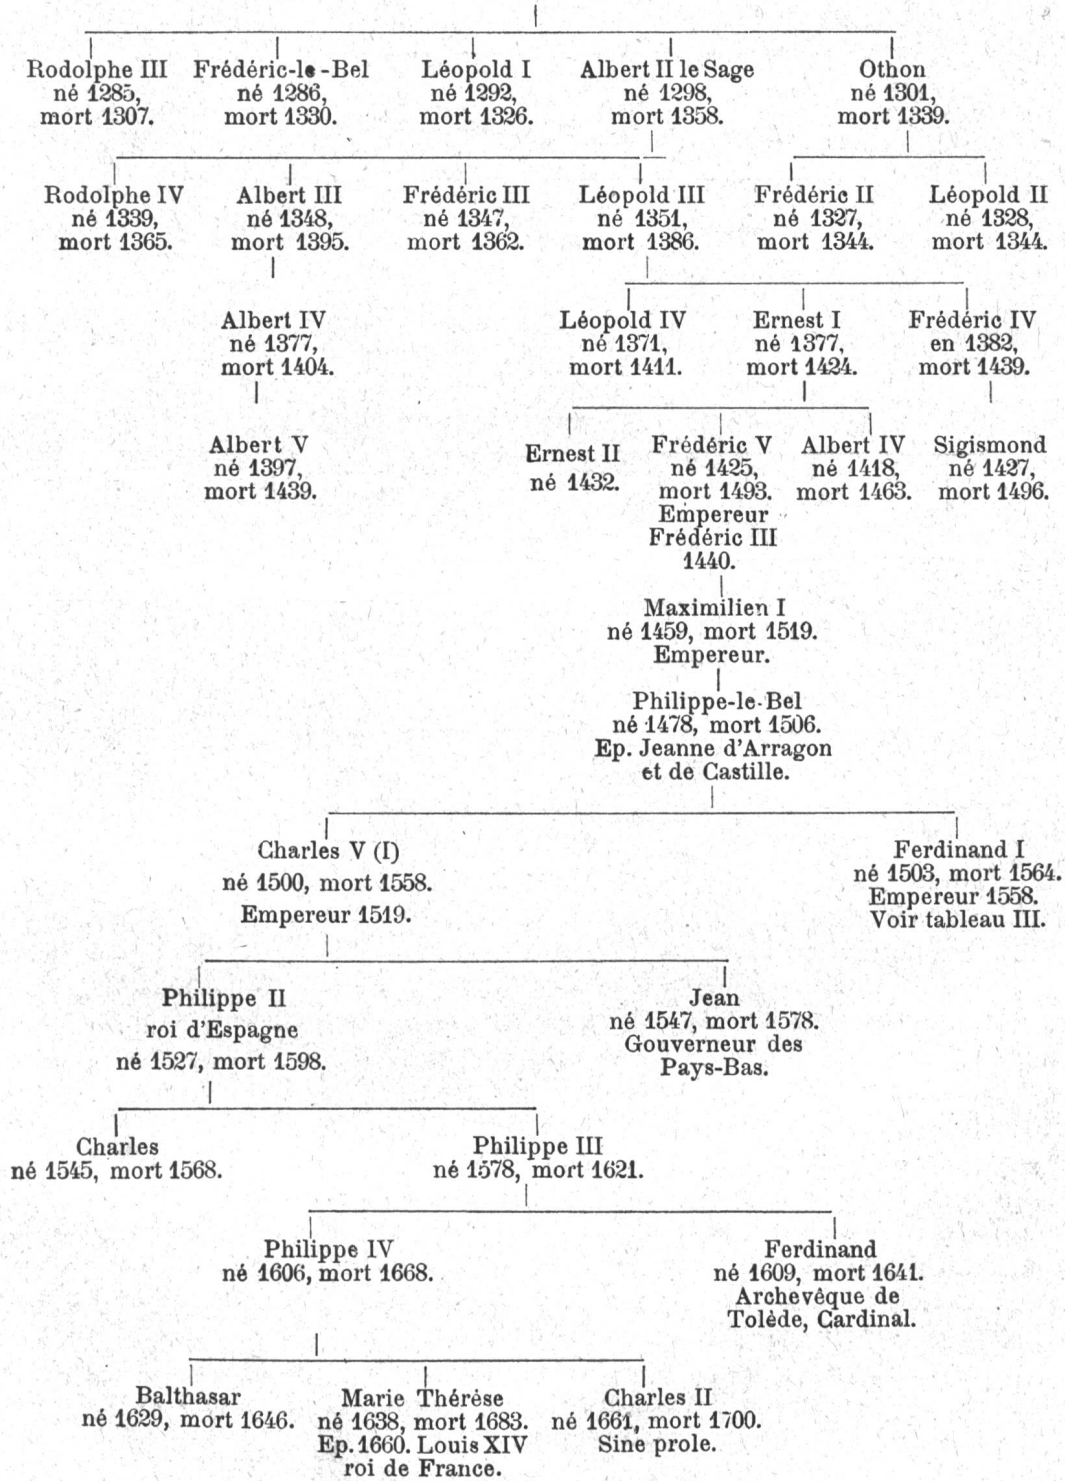 Rodolphe III
né 1285,
mort 1307.
Frédéric-le-Bel
né 1286,
mort 1330.
Léopold I
né 1292,
mort 1326.
Albert II le Sage
né 1298,
mort 1358.
Othon
né 1301,
mort 1339.
Rodolphe IV
né 1339,
mort 1365.
Albert III
né 1348,
mort 1395.
Frédéric III
né 1347,
mort 1362.
Léopold III
né 1351,
mort 1386.
Frédéric II
né 1327,
mort 1344.
Léopold II
né 1328,
mort 1344.
Albert IV
né 1377,
mort 1404.
Léopold IV
né 1371,
mort 1411.
Ernest I
né 1377,
mort 1424.
Frédéric IV
en 1382,
mort 1439.
Albert V
né 1397,
mort 1439.
Ernest II
né 1432.
Frédéric V
né 1425,
mort 1493.
Empereur
Frédéric III
1440.
Albert IV
né 1418,
mort 1463.
Sigismond
né 1427,
mort 1496.
Maximilien I
né 1459, mort 1519.
Empereur.
Philippe-le-Bel
né 1478, mort 1506.
Ep. Jeanne d'Arragon
et de Castille.
Charles V (I)
né 1500, mort 1558.
Empereur 1519.
Ferdinand I
né 1503, mort 1564.
Empereur 1558.
Voir tableau III.
Philippe II
roi d'Espagne
né 1527, mort 1598.
Jean
né 1547, mort 1578.
Gouverneur des
Pays-Bas.
Charles
né 1545, mort 1568.
Philippe III
né 1578, mort 1621.
Philippe IV
né 1606, mort 1668.
Ferdinand
né 1609, mort 1641.
Archevêque de
Tolède, Cardinal.
Balthasar
né 1629, mort 1646.
Marie Thérèse
né 1638, mort 1683.
Ep. 1660. Louis XIV
roi de France.
Charles II
né 1661, mort 1700.
Sine prole.